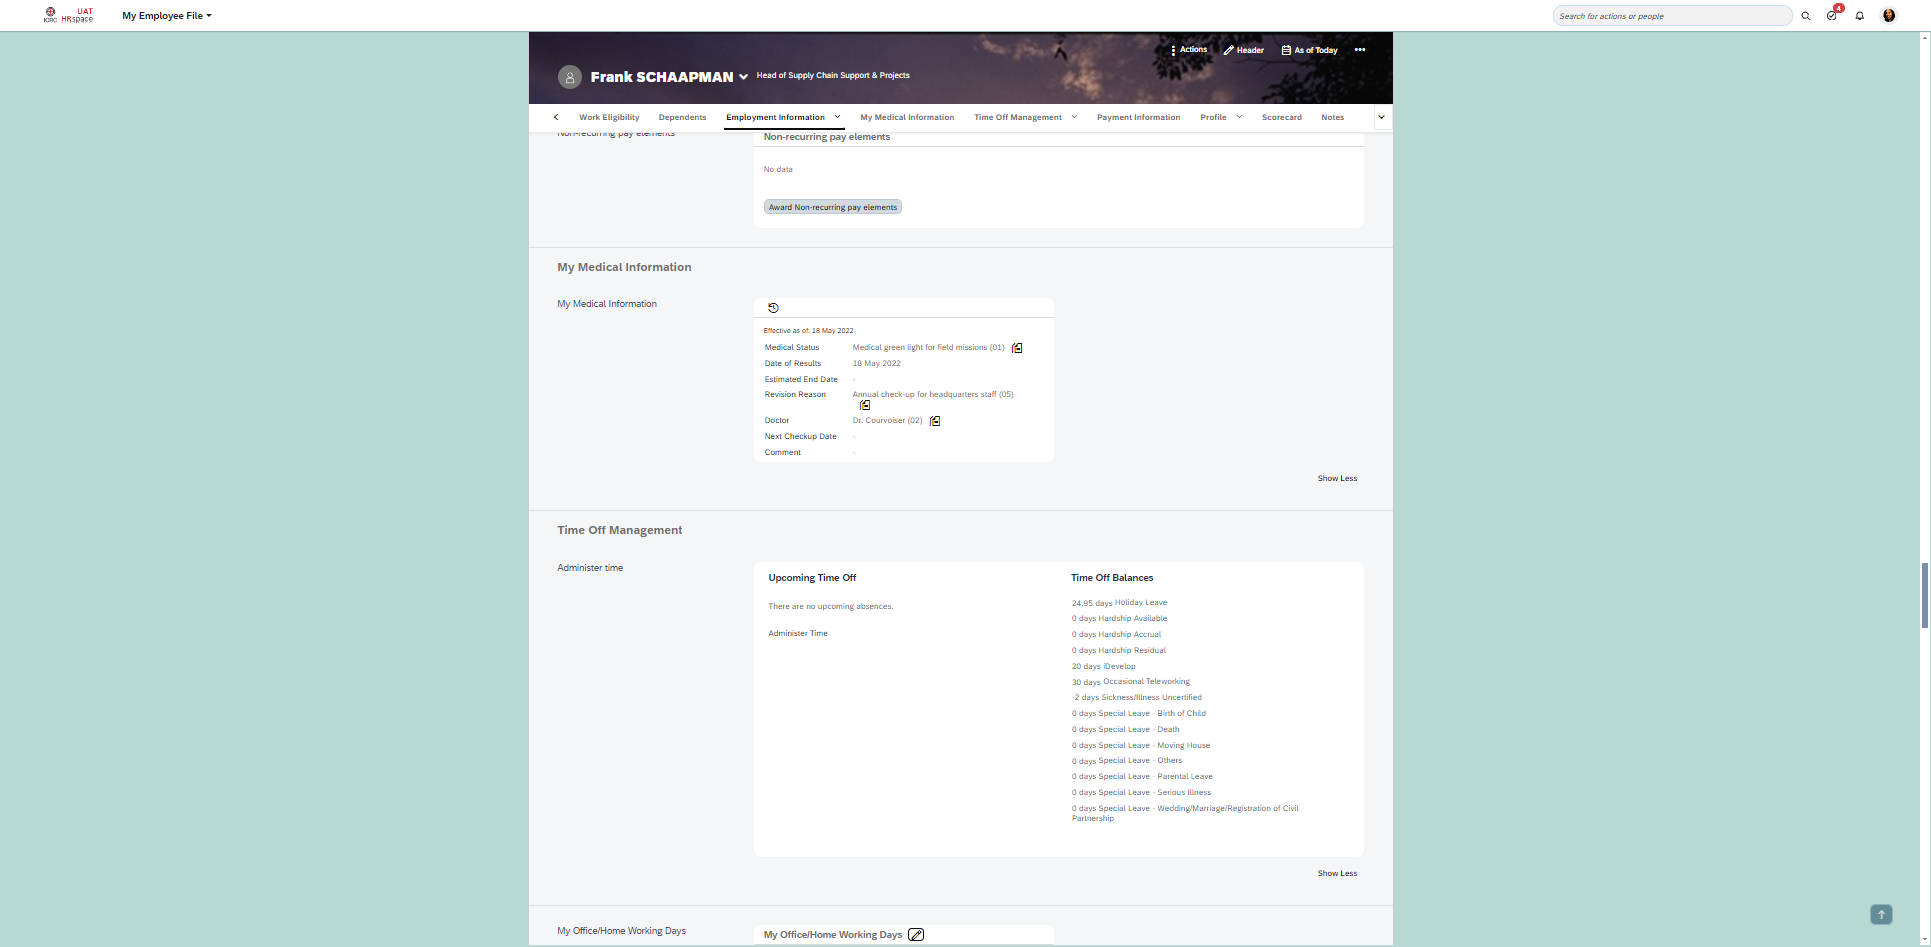 UAT
ICRC HRspace
My Employee File
Search for actions or people
4
Actions
Header
As of Today
Frank SCHAAPMAN
Head of Supply Chain Support & Projects
Work Eligibility
Dependents
Employment Information
My Medical Information
Time Off Management
Payment Information
Profile
Scorecard
Notes
Non-recurring pay elements
Non-recurring pay elements
No data
Award Non-recurring pay elements
My Medical Information
My Medical Information
Effective as of: 18 May 2022
Medical Status Medical green light for field missions (01)
Date of Results 18 May 2022
Estimated End Date -
Revision Reason Annual check-up for headquarters staff (05)
Doctor Dr. Courvoiser (02)
Next Checkup Date -
Comment -
Show Less
Time Off Management
Administer time
Upcoming Time Off
There are no upcoming absences.
Administer Time
Time Off Balances
24.95 days Holiday Leave
0 days Hardship Available
0 days Hardship Accrual
0 days Hardship Residual
20 days iDevelop
30 days Occasional Teleworking
-2 days Sickness/Illness Uncertified
0 days Special Leave - Birth of Child
0 days Special Leave - Death
0 days Special Leave - Moving House
0 days Special Leave - Others
0 days Special Leave - Parental Leave
0 days Special Leave - Serious Illness
0 days Special Leave - Wedding/Marriage/Registration of Civil
Partnership
Show Less
My Office/Home Working Days
My Office/Home Working Days